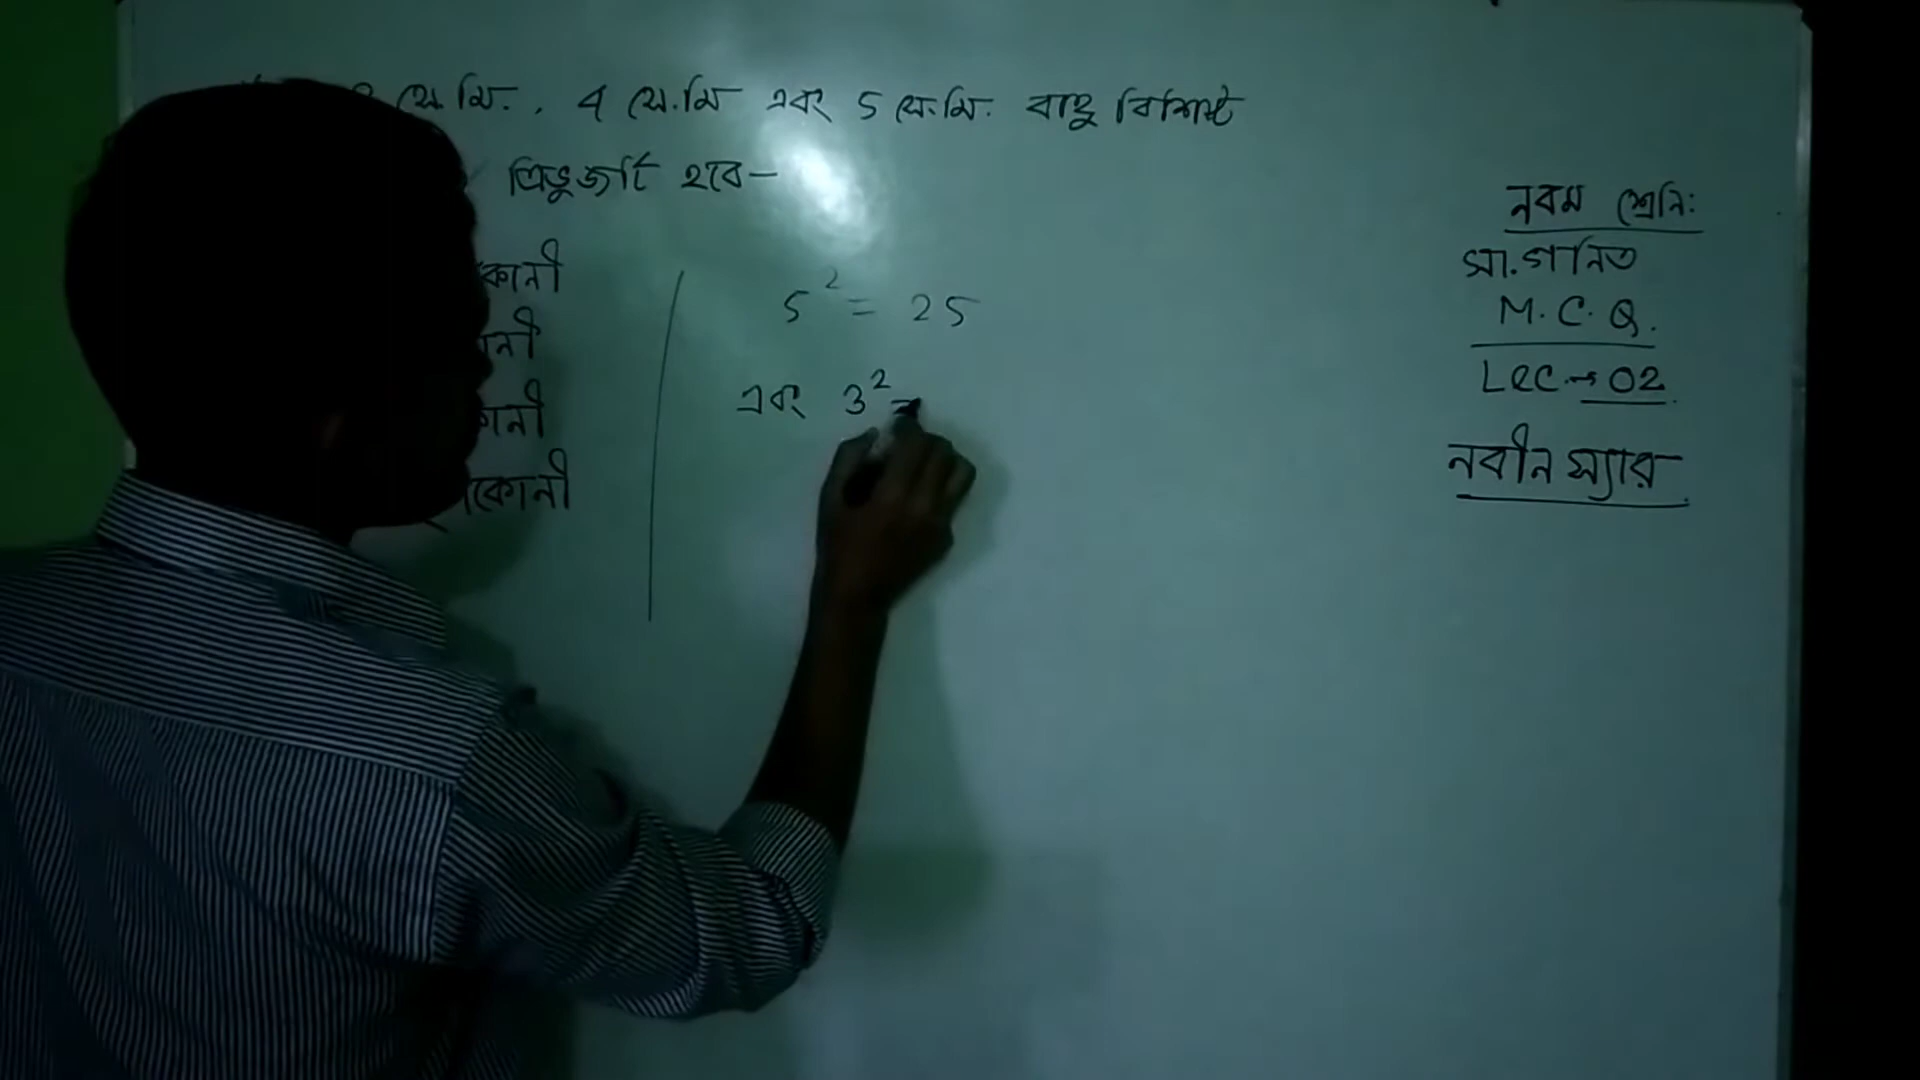 সে.মি. , 4 সে.মি এবং 5 সে.মি. বাহু বিশিষ্ট
ত্রিভুজটি হবে-
কোনী
নী
কোনী
5² = 25
এবং 3² =
নবম শ্রেনি:
সা.গনিত
M.C.Q.
Lec → 02
নবীন স্যার